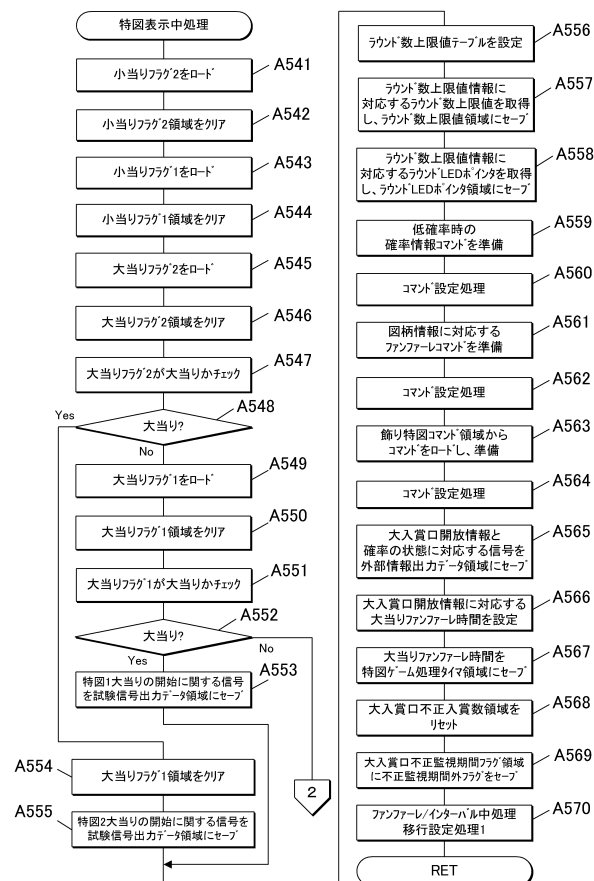 特図表示中処理
小当りフラグ2をロード
A541
小当りフラグ2領域をクリア
A542
小当りフラグ1をロード
A543
小当りフラグ1領域をクリア
A544
大当りフラグ2をロード
A545
大当りフラグ2領域をクリア
A546
大当りフラグ2が大当りかチェック
A547
大当り?
A548
Yes
No
大当りフラグ1をロード
A549
大当りフラグ1領域をクリア
A550
大当りフラグ1が大当りかチェック
A551
大当り?
A552
Yes
No
特図1大当りの開始に関する信号
を試験信号出力データ領域にセーブ
A553
大当りフラグ1領域をクリア
A554
特図2大当りの開始に関する信号を
試験信号出力データ領域にセーブ
A555
2
ラウンド数上限値テーブルを設定
A556
ラウンド数上限値情報に
対応するラウンド数上限値を取得
し、ラウンド数上限値領域にセーブ
A557
ラウンド数上限値情報に
対応するラウンドLEDポインタを取得
し、ラウンドLEDポインタ領域にセーブ
A558
低確率時の
確率情報コマンドを準備
A559
コマンド設定処理
A560
図柄情報に対応する
ファンファーレコマンドを準備
A561
コマンド設定処理
A562
飾り特図コマンド領域から
コマンドをロードし、準備
A563
コマンド設定処理
A564
大入賞口開放情報と
確率の状態に対応する信号を
外部情報出力データ領域にセーブ
A565
大入賞口開放情報に対応する
大当りファンファーレ時間を設定
A566
大当りファンファーレ時間を
特図ゲーム処理タイマ領域にセーブ
A567
大入賞口不正入賞数領域を
リセット
A568
大入賞口不正監視期間フラグ領域
に不正監視期間外フラグをセーブ
A569
ファンファーレ/インターバル中処理
移行設定処理1
A570
RET